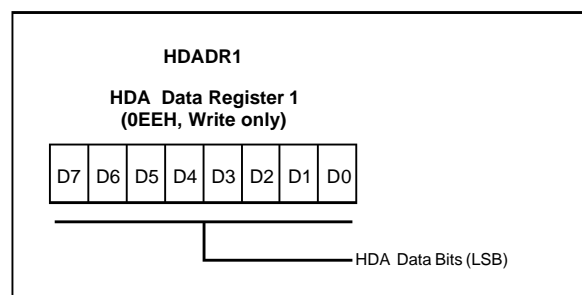 HDADR1
HDA Data Register 1
(0EEH, Write only)
D7 D6 D5 D4 D3 D2 D1 D0
HDA Data Bits (LSB)